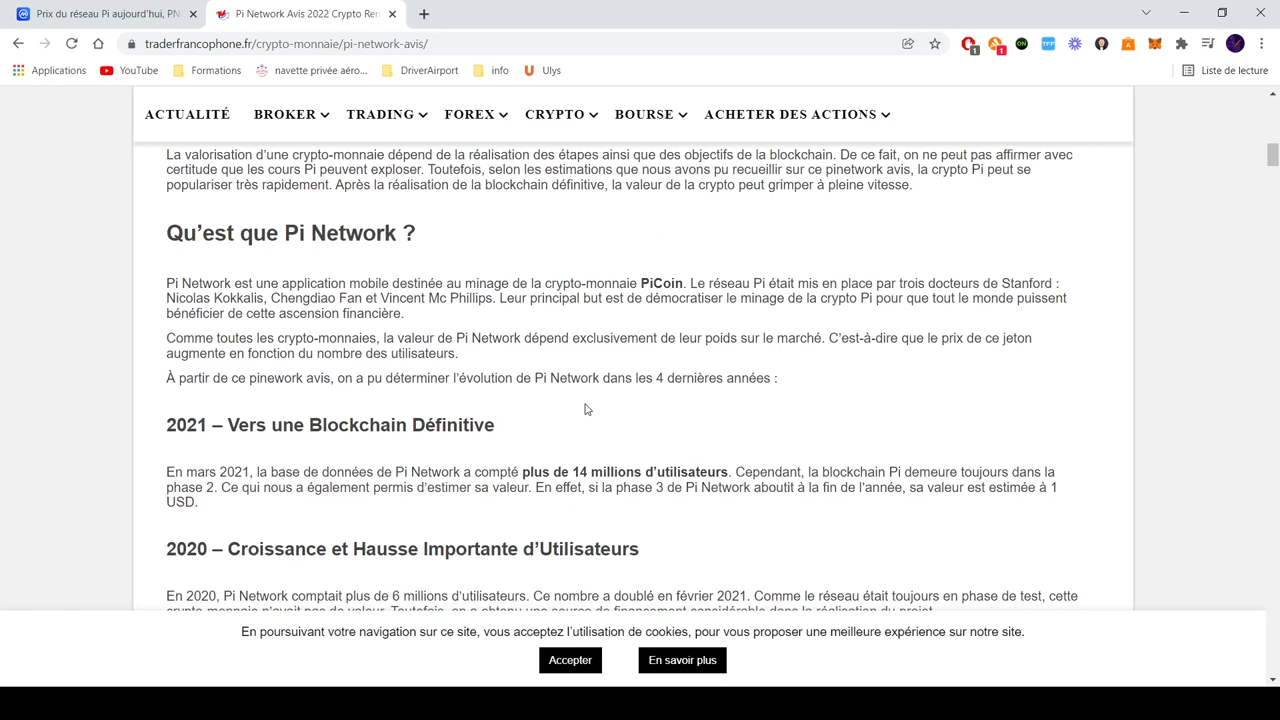 Prix du réseau Pi aujourd'hui, PN
Pi Network Avis 2022 Crypto Ren
traderfrancophone.fr/crypto-monnaie/pi-network-avis/
1
1
ON
TFF
Applications
YouTube
Formations
navette privée aéro...
DriverAirport
info
Ulys
Liste de lecture
ACTUALITÉ BROKER TRADING FOREX CRYPTO BOURSE ACHETER DES ACTIONS
La valorisation d'une crypto-monnaie dépend de la réalisation des étapes ainsi que des objectifs de la blockchain. De ce fait, on ne peut pas affirmer avec
certitude que les cours Pi peuvent exploser. Toutefois, selon les estimations que nous avons pu recueillir sur ce pinetwork avis, la crypto Pi peut se
populariser très rapidement. Après la réalisation de la blockchain définitive, la valeur de la crypto peut grimper à pleine vitesse.
Qu'est que Pi Network ?
Pi Network est une application mobile destinée au minage de la crypto-monnaie PiCoin. Le réseau Pi était mis en place par trois docteurs de Stanford :
Nicolas Kokkalis, Chengdiao Fan et Vincent Mc Phillips. Leur principal but est de démocratiser le minage de la crypto Pi pour que tout le monde puissent
bénéficier de cette ascension financière.
Comme toutes les crypto-monnaies, la valeur de Pi Network dépend exclusivement de leur poids sur le marché. C'est-à-dire que le prix de ce jeton
augmente en fonction du nombre des utilisateurs.
À partir de ce pinework avis, on a pu déterminer l'évolution de Pi Network dans les 4 dernières années :
2021 – Vers une Blockchain Définitive
En mars 2021, la base de données de Pi Network a compté plus de 14 millions d'utilisateurs. Cependant, la blockchain Pi demeure toujours dans la
phase 2. Ce qui nous a également permis d'estimer sa valeur. En effet, si la phase 3 de Pi Network aboutit à la fin de l'année, sa valeur est estimée à 1
USD.
2020 – Croissance et Hausse Importante d'Utilisateurs
En 2020, Pi Network comptait plus de 6 millions d'utilisateurs. Ce nombre a doublé en février 2021. Comme le réseau était toujours en phase de test, cette
crypto-monnaie n'avait pas de valeur. Toutefois, on a obtenu une source de financement considérable dans la réalisation du projet.
En poursuivant votre navigation sur ce site, vous acceptez l'utilisation de cookies, pour vous proposer une meilleure expérience sur notre site.
Accepter
En savoir plus